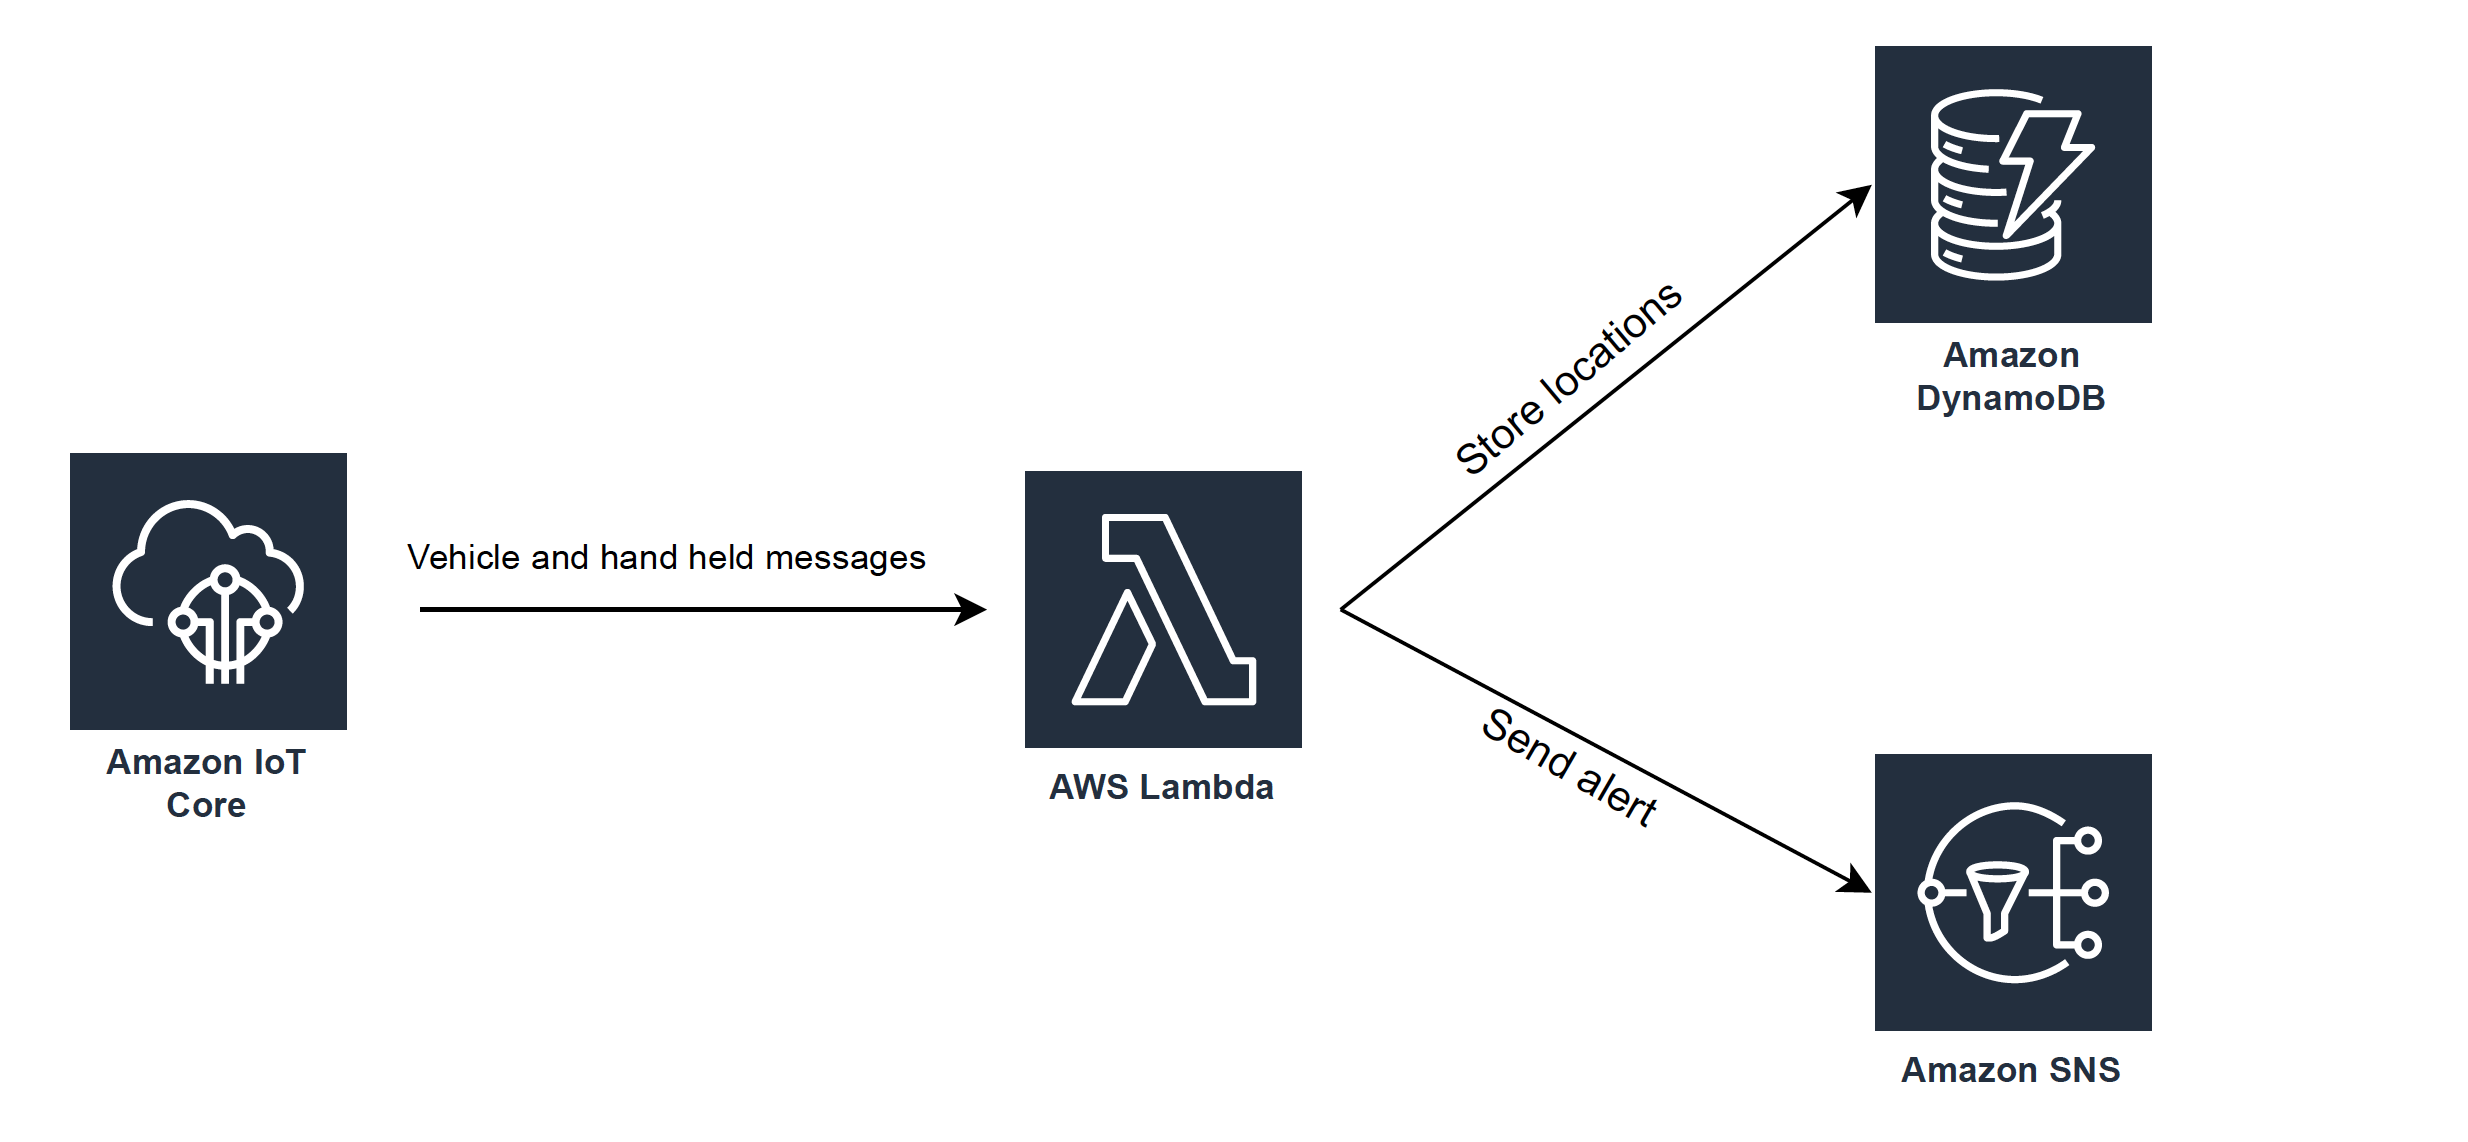 Amazon
DynamoDB
Store locations
Vehicle and hand held messages
Amazon IoT
Core
AWS Lambda
Send alert
Amazon SNS